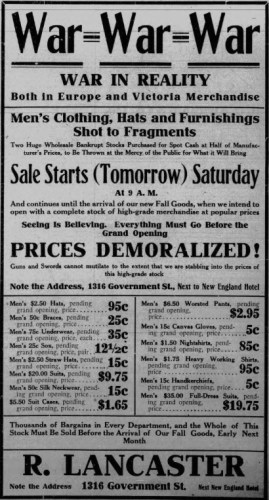 War=War=War
WAR IN REALITY
Both in Europe and Victoria Merchandise
Men's Clothing, Hats and Furnishings
Shot to Fragments
Two Huge Wholesale Bankrupt Stocks Purchased for Spot Cash at Half of Manufac-
turer's Prices, to Be Thrown at the Mercy of the Public for What it Will Bring
Sale Starts (Tomorrow) Saturday
At 9 A. M.
And continues until the arrival of our new Fall Goods, when we intend to
open with a complete stock of high-grade merchandise at popular prices
Seeing Is Believing. Everything Must Go Before the
Grand Opening
PRICES DEMORALIZED!
Guns and Swords cannot mutilate to the extent that we are stabbing into the prices of
this high-grade stock
Note the Address, 1316 Government St., Next to New England Hotel
Men's $2.50 Hats, pending
grand opening, price 95c
Men's 50c Braces, pending
grand opening, price 25c
Men's 75c Underwear, pending
grand opening, price, each 35c
Men's 25c Sox, pending
grand opening, price, pair 12½c
Men's $2.50 Straw Hats, pending
grand opening, price 15c
Men's $20.00 Suits, pending
grand opening, price $9.75
Men's 50c Silk Neckwear, pend-
ing grand opening, price 15c
$5.50 Suit Cases, pending
grand opening, price $1.65
Men's $6.50 Worsted Pants, pending
grand opening, price $2.95
Men's 15c Canvas Gloves, pending
grand opening, price 5c
Men's $1.50 Nightshirts, pending
grand opening, price 85c
Men's $1.75 Heavy Working Shirts,
pending grand opening, price 95c
Men's 15c Handkerchiefs, pending
grand opening, price 5c
Men's $35.00 Full-Dress Suits, pending
grand opening, price $19.75
Thousands of Bargains in Every Department, and the Whole of This
Stock Must Be Sold Before the Arrival of Our Fall Goods, Early Next
Month
R. LANCASTER
Note the Address 1316 Government St. Next New England Hotel